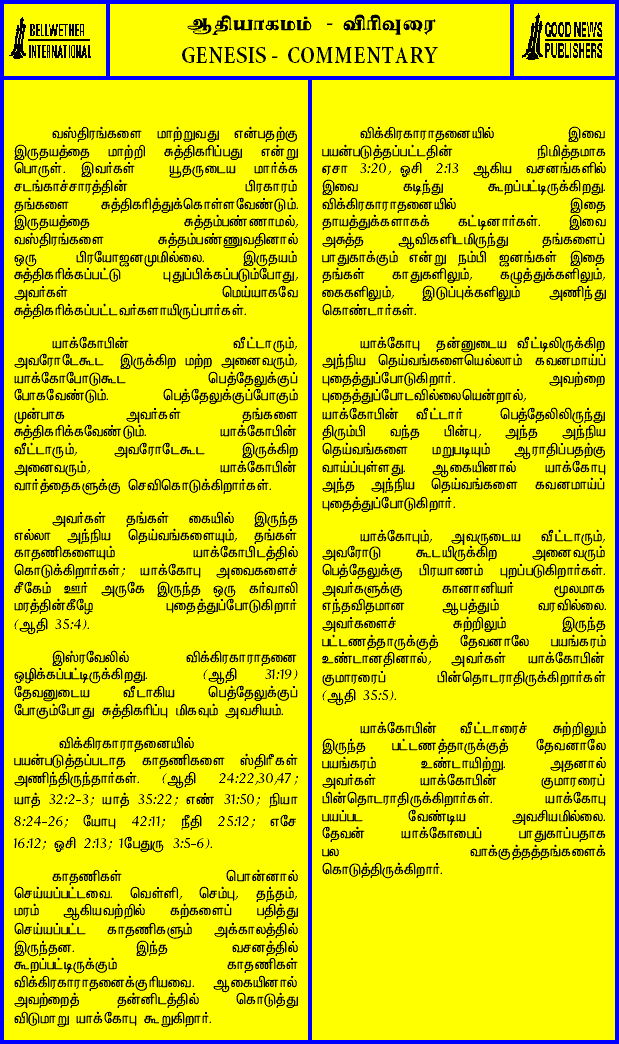 BELLWETHER
INTERNATIONAL
ஆதியாகமம் - விரிவுரை
GENESIS - COMMENTARY
GOOD NEWS
PUBLISHERS
வஸ்திரங்களை மாற்றுவது என்பதற்கு
இருதயத்தை மாற்றி சுத்திகரிப்பது என்று
பொருள். இவர்கள் யூதருடைய மார்க்க
சடங்காச்சாரத்தின் பிரகாரம்
தங்களை சுத்திகரித்துக்கொள்ளவேண்டும்.
இருதயத்தை சுத்தம்பண்ணாமல்,
வஸ்திரங்களை சுத்தம்பண்ணுவதினால்
ஒரு பிரயோஜனமுமில்லை. இருதயம்
சுத்திகரிக்கப்பட்டு புதுப்பிக்கப்படும்போது,
அவர்கள் மெய்யாகவே
சுத்திகரிக்கப்பட்டவர்களாயிருப்பார்கள்.
யாக்கோபின் வீட்டாரும்,
அவரோடேகூட இருக்கிற மற்ற அனைவரும்,
யாக்கோபோடுகூட பெத்தேலுக்குப்
போகவேண்டும். பெத்தேலுக்குப்போகும்
முன்பாக அவர்கள் தங்களை
சுத்திகரிக்கவேண்டும். யாக்கோபின்
வீட்டாரும், அவரோடேகூட இருக்கிற
அனைவரும், யாக்கோபின்
வார்த்தைகளுக்கு செவிகொடுக்கிறார்கள்.
அவர்கள் தங்கள் கையில் இருந்த
எல்லா அந்நிய தெய்வங்களையும், தங்கள்
காதணிகளையும் யாக்கோபிடத்தில்
கொடுக்கிறார்கள்; யாக்கோபு அவைகளைச்
சீகேம் ஊர் அருகே இருந்த ஒரு கர்வாலி
மரத்தின்கீழே புதைத்துப்போடுகிறார்
(ஆதி 35:4).
இஸ்ரவேலில் விக்கிரகாராதனை
ஒழிக்கப்பட்டிருக்கிறது. (ஆதி 31:19)
தேவனுடைய வீடாகிய பெத்தேலுக்குப்
போகும்போது சுத்திகரிப்பு மிகவும் அவசியம்.
விக்கிரகாராதனையில்
பயன்படுத்தப்படாத காதணிகளை ஸ்திரீகள்
அணிந்திருந்தார்கள். (ஆதி 24:22,30,47;
யாத் 32:2-3; யாத் 35:22; எண் 31:50; நியா
8:24-26; யோபு 42:11; நீதி 25:12; எசே
16:12; ஓசி 2:13; 1பேதுரு 3:5-6).
காதணிகள் பொன்னால்
செய்யப்பட்டவை. வெள்ளி, செம்பு, தந்தம்,
மரம் ஆகியவற்றில் கற்களைப் பதித்து
செய்யப்பட்ட காதணிகளும் அக்காலத்தில்
இருந்தன. இந்த வசனத்தில்
கூறப்பட்டிருக்கும் காதணிகள்
விக்கிரகாராதனைக்குரியவை. ஆகையினால்
அவற்றைத் தன்னிடத்தில் கொடுத்து
விடுமாறு யாக்கோபு கூறுகிறார்.
விக்கிரகாராதனையில் இவை
பயன்படுத்தப்பட்டதின் நிமித்தமாக
ஏசா 3:20, ஓசி 2:13 ஆகிய வசனங்களில்
இவை கடிந்து கூறப்பட்டிருக்கிறது.
விக்கிரகாராதனையில் இதை
தாயத்துக்களாகக் கட்டினார்கள். இவை
அசுத்த ஆவிகளிடமிருந்து தங்களைப்
பாதுகாக்கும் என்று நம்பி ஜனங்கள் இதை
தங்கள் காதுகளிலும், கழுத்துக்களிலும்,
கைகளிலும், இடுப்புக்களிலும் அணிந்து
கொண்டார்கள்.
யாக்கோபு தன்னுடைய வீட்டிலிருக்கிற
அந்நிய தெய்வங்களையெல்லாம் கவனமாய்ப்
புதைத்துப்போடுகிறார். அவற்றை
புதைத்துப்போடவில்லையென்றால்,
யாக்கோபின் வீட்டார் பெத்தேலிலிருந்து
திரும்பி வந்த பின்பு, அந்த அந்நிய
தெய்வங்களை மறுபடியும் ஆராதிப்பதற்கு
வாய்ப்புள்ளது. ஆகையினால் யாக்கோபு
அந்த அந்நிய தெய்வங்களை கவனமாய்ப்
புதைத்துப்போடுகிறார்.
யாக்கோபும், அவருடைய வீட்டாரும்,
அவரோடு கூடயிருக்கிற அனைவரும்
பெத்தேலுக்கு பிரயாணம் புறப்படுகிறார்கள்.
அவர்களுக்கு கானானியர் மூலமாக
எந்தவிதமான ஆபத்தும் வரவில்லை.
அவர்களைச் சுற்றிலும் இருந்த
பட்டணத்தாருக்குத் தேவனாலே பயங்கரம்
உண்டானதினால், அவர்கள் யாக்கோபின்
குமாரரைப் பின்தொடராதிருக்கிறார்கள்
(ஆதி 35:5).
யாக்கோபின் வீட்டாரைச் சுற்றிலும்
இருந்த பட்டணத்தாருக்குத் தேவனாலே
பயங்கரம் உண்டாயிற்று. அதனால்
அவர்கள் யாக்கோபின் குமாரரைப்
பின்தொடராதிருக்கிறார்கள். யாக்கோபு
பயப்பட வேண்டிய அவசியமில்லை.
தேவன் யாக்கோபைப் பாதுகாப்பதாக
பல வாக்குத்தத்தங்களைக்
கொடுத்திருக்கிறார்.